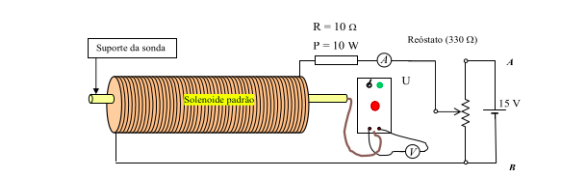 R = 10 Ω
P = 10 W
Reóstato (330 Ω)
Suporte da sonda
A
A
U
Solenoide padrão
15 V
V
B